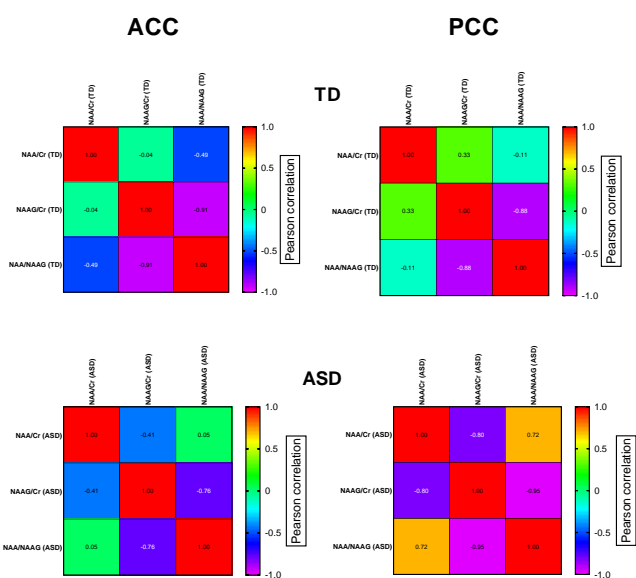 ACC
PCC
TD
NAA/Cr (TD)
NAAG/Cr (TD)
NAA/NAAG (TD)
NAA/Cr (TD) 1.00 -0.04 -0.49
NAAG/Cr (TD) -0.04 1.00 -0.91
NAA/NAAG (TD) -0.49 -0.91 1.00
1.0
0.5
0
-0.5
-1.0
Pearson correlation
NAA/Cr (TD)
NAAG/Cr (TD)
NAA/NAAG (TD)
NAA/Cr (TD) 1.00 0.33 -0.11
NAAG/Cr (TD) 0.33 1.00 -0.88
NAA/NAAG (TD) -0.11 -0.88 1.00
1.0
0.5
0
-0.5
-1.0
Pearson correlation
ASD
NAA/Cr (ASD)
NAAG/Cr (ASD)
NAA/NAAG (ASD)
NAA/Cr (ASD) 1.00 -0.41 0.05
NAAG/Cr (ASD) -0.41 1.00 -0.76
NAA/NAAG (ASD) 0.05 -0.76 1.00
1.0
0.5
0
-0.5
-1.0
Pearson correlation
NAA/Cr (ASD)
NAAG/Cr (ASD)
NAA/NAAG (ASD)
NAA/Cr (ASD) 1.00 -0.80 0.72
NAAG/Cr (ASD) -0.80 1.00 -0.95
NAA/NAAG (ASD) 0.72 -0.95 1.00
1.0
0.5
0
-0.5
-1.0
Pearson correlation